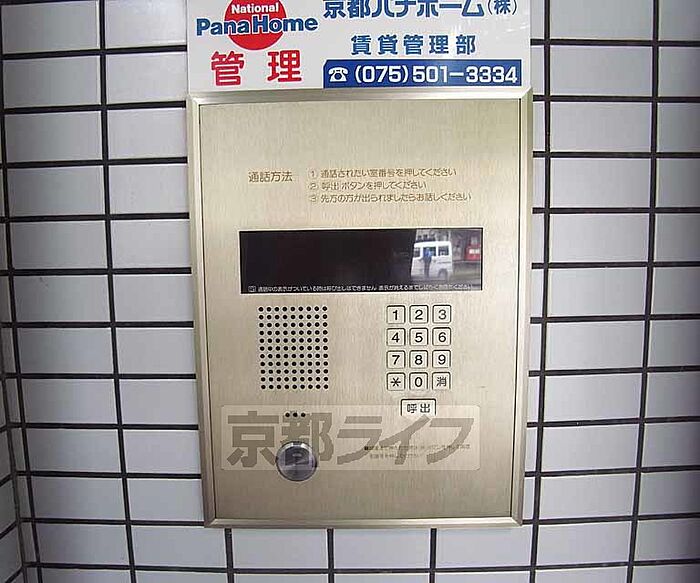 National
PanaHome
京都パナホーム(株)
管理
賃貸管理部
☎(075)501-3334
通話方法
① 通話されたい室番号を押してください
② 呼出ボタンを押してください
③ 先方の方が出られましたらお話しください
1 2 3
4 5 6
7 8 9
* 0 消
呼出
京都ライフ